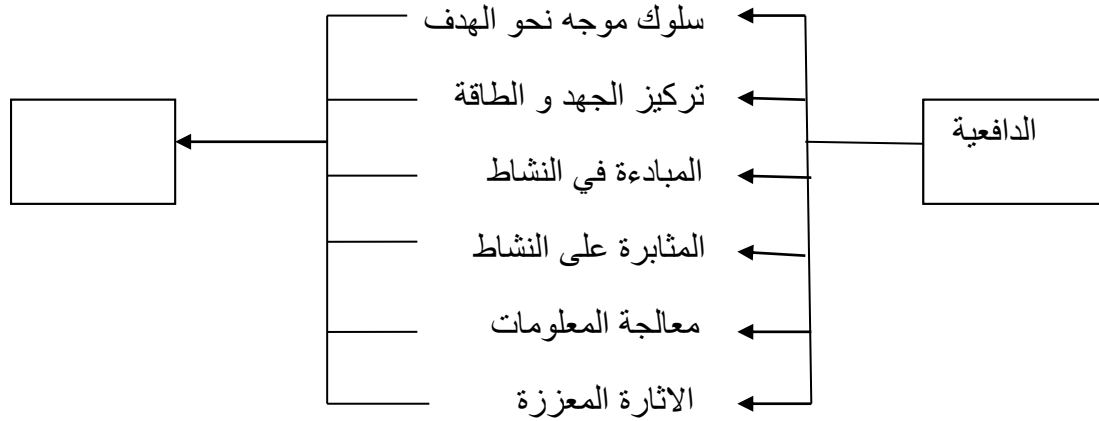 الدافعية
سلوك موجه نحو الهدف
تركيز الجهد و الطاقة
المبادءة في النشاط
المثابرة على النشاط
معالجة المعلومات
الاثارة المعززة